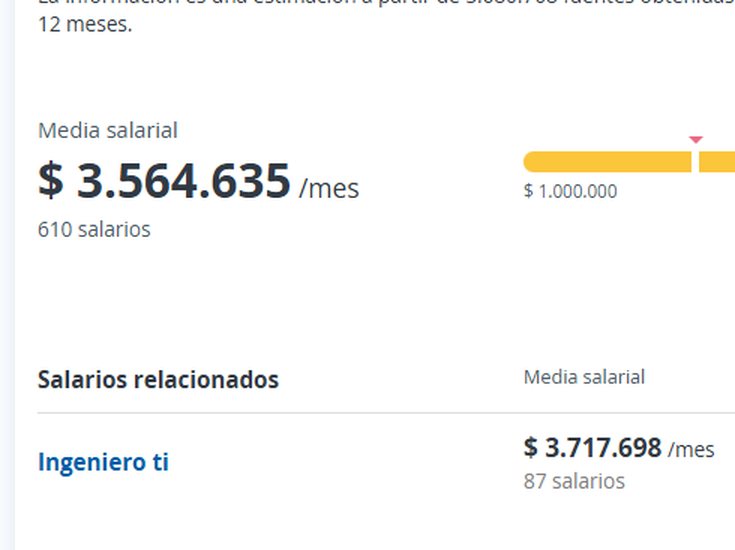 12 meses.
Media salarial
$ 3.564.635 /mes
$ 1.000.000
610 salarios
Salarios relacionados
Media salarial
Ingeniero ti
$ 3.717.698 /mes
87 salarios